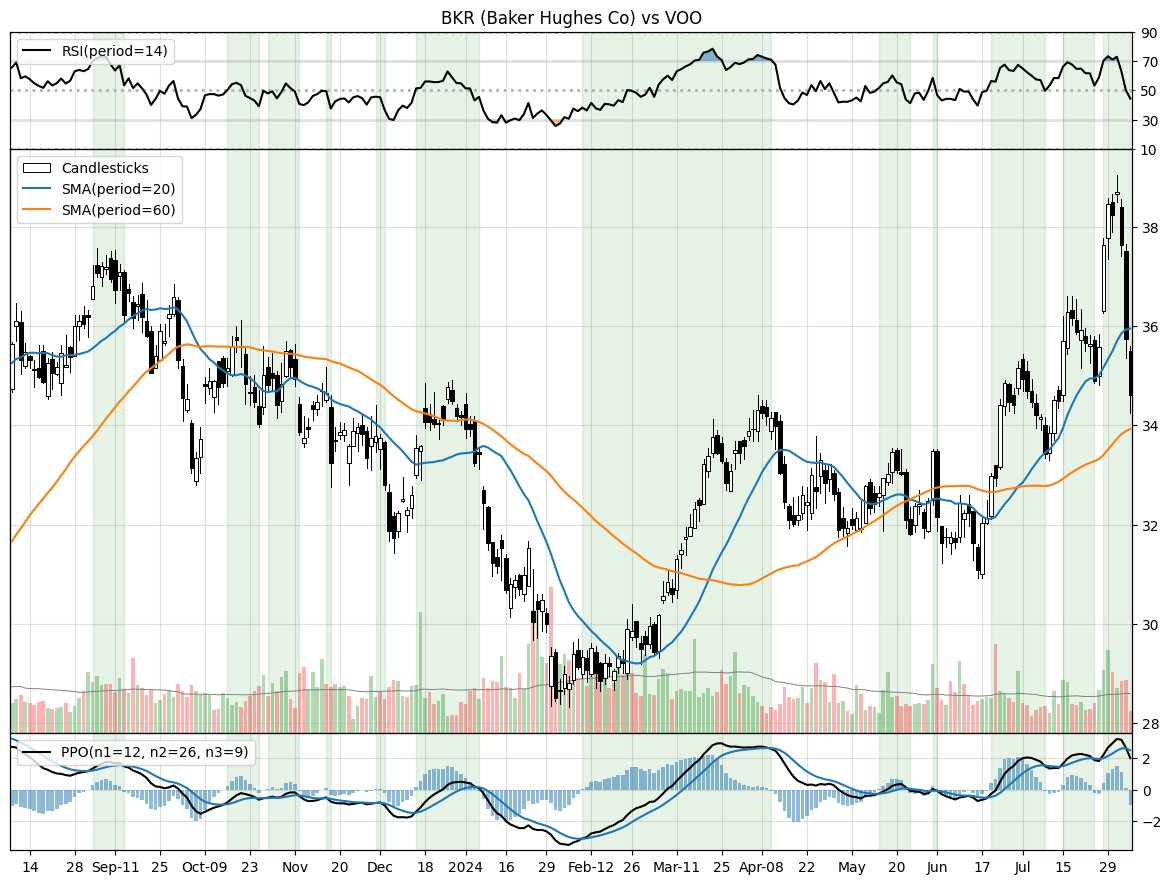 BKR (Baker Hughes Co) vs VOO
RSI(period=14)
90
70
50
30
10
Candlesticks
SMA(period=20)
SMA(period=60)
38
36
34
32
30
28
PPO(n1=12, n2=26, n3=9)
2
0
−2
14 28 Sep-11 25 Oct-09 23 Nov 20 Dec 18 2024 16 29 Feb-12 26 Mar-11 25 Apr-08 22 May 20 Jun 17 Jul 15 29